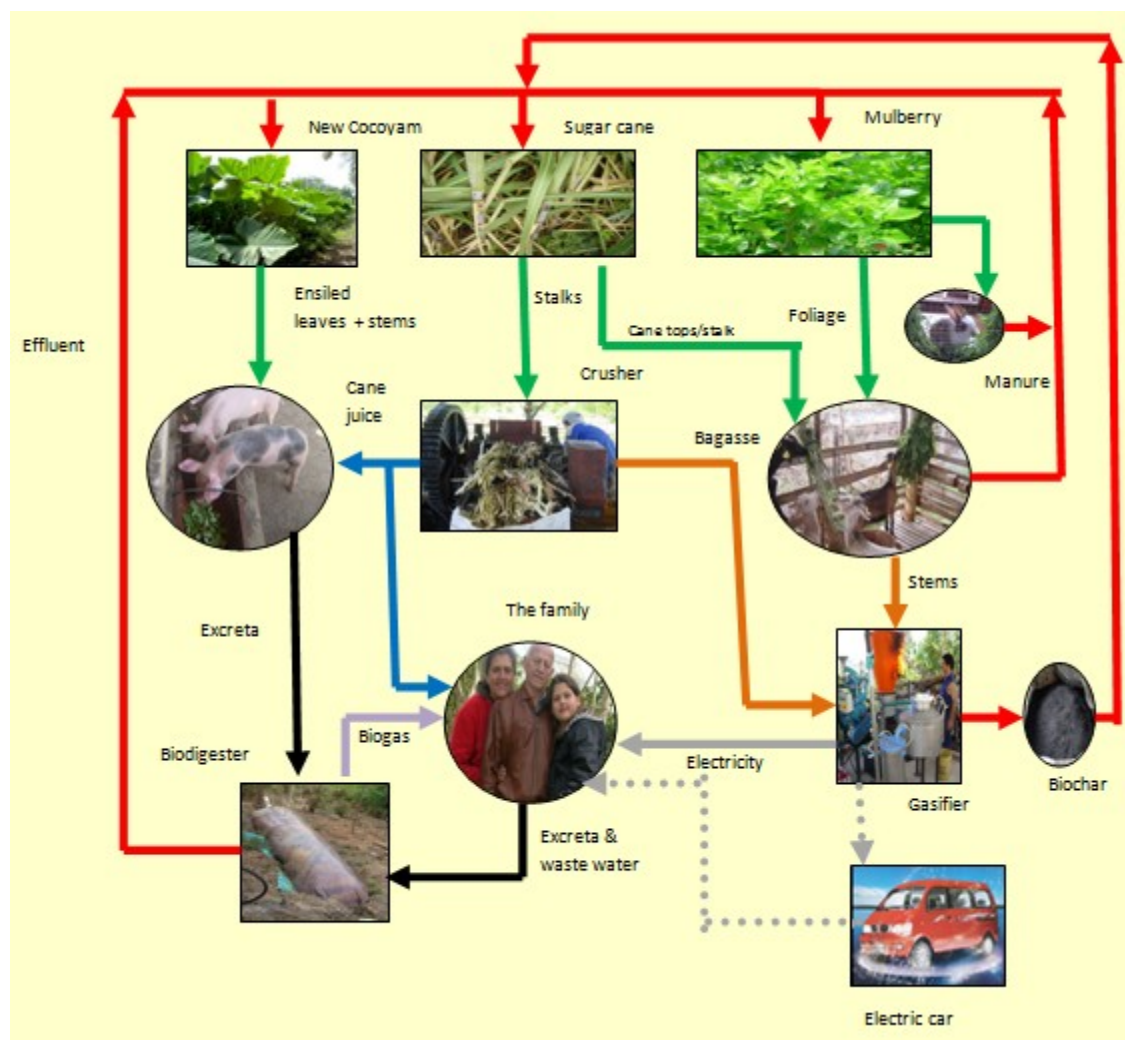 New Cocoyam
Sugar cane
Mulberry
Ensiled
leaves + stems
Stalks
Cane tops/stalk
Foliage
Effluent
Crusher
Manure
Cane
juice
Bagasse
Stems
The family
Excreta
Biogas
Biodigester
Electricity
Biochar
Gasifier
Excreta &
waste water
Electric car